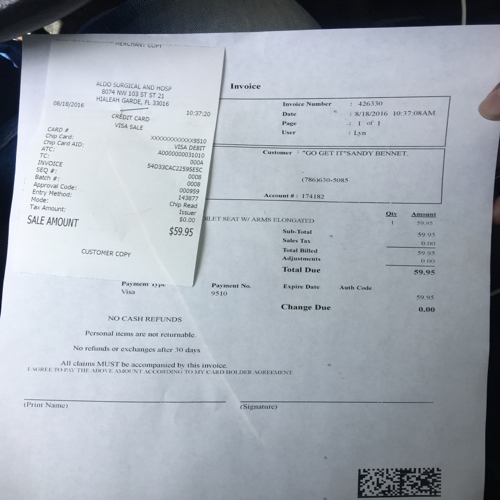 MERCHANT COPY
ALDO SURGICAL AND HOSP
8074 NW 103 ST ST 21
HIALEAH GARDE, FL 33016
08/18/2016 10:37:20
CREDIT CARD
VISA SALE
CARD # XXXXXXXXXXXX9510
Chip Card: VISA DEBIT
Chip Card AID: A0000000031010
ATC: 000A
TC: 54D33CAC22595E5C
INVOICE 0008
SEQ #: 0008
Batch #: 000959
Approval Code: 143877
Entry Method: Chip Read
Mode: Issuer
Tax Amount: $0.00
SALE AMOUNT $59.95
CUSTOMER COPY
Invoice
Invoice Number : 426330
Date : 8/18/2016 10:37:08AM
Page : 1 of 1
User : Lyn
Customer : "GO GET IT"SANDY BENNET.
(786)630-5085
Account # : 174182
Qty Amount
SEAT W/ ARMS ELONGATED 1 59.95
Sub-Total 59.95
Sales Tax 0.00
Total Billed 59.95
Adjustments 0.00
Total Due 59.95
Payment Type Payment No. Expire Date Auth Code
Visa 9510 59.95
Change Due 0.00
NO CASH REFUNDS
Personal items are not returnable.
No refunds or exchanges after 30 days
All claims MUST be accompanied by this invoice.
I AGREE TO PAY THE ABOVE AMOUNT ACCORDING TO MY CARD HOLDER AGREEMENT
(Print Name) (Signature)